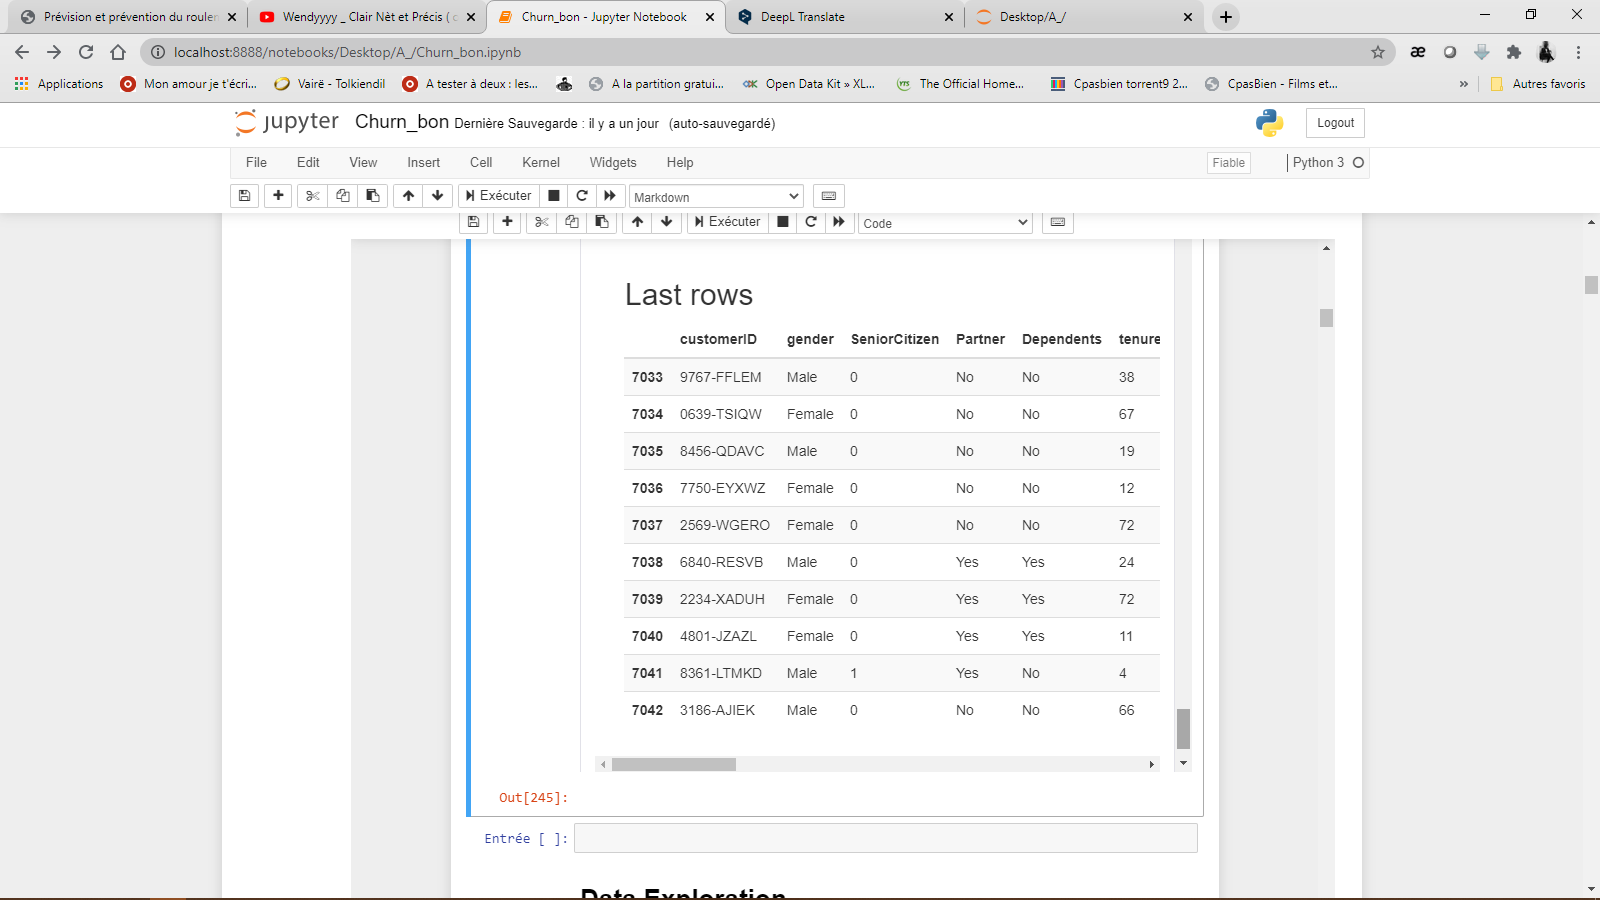 Prévision et prévention du rouler
Wendyyyy _ Clair Nèt et Précis ( c
Churn_bon - Jupyter Notebook
DeepL Translate
Desktop/A_/
localhost:8888/notebooks/Desktop/A_/Churn_bon.ipynb
Applications
Mon amour je t'écri...
Vairë - Tolkiendil
A tester à deux : les...
A la partition gratui...
Open Data Kit » XL...
The Official Home...
Cpasbien torrent9 2...
CpasBien - Films et...
»
Autres favoris
jupyter Churn_bon Dernière Sauvegarde : il y a un jour (auto-sauvegardé)
Logout
File Edit View Insert Cell Kernel Widgets Help
Fiable
Python 3
Exécuter
Markdown
Exécuter
Code
Last rows
customerID gender SeniorCitizen Partner Dependents tenure
7033 9767-FFLEM Male 0 No No 38
7034 0639-TSIQW Female 0 No No 67
7035 8456-QDAVC Male 0 No No 19
7036 7750-EYXWZ Female 0 No No 12
7037 2569-WGERO Female 0 No No 72
7038 6840-RESVB Male 0 Yes Yes 24
7039 2234-XADUH Female 0 Yes Yes 72
7040 4801-JZAZL Female 0 Yes Yes 11
7041 8361-LTMKD Male 1 Yes No 4
7042 3186-AJIEK Male 0 No No 66
Out[245]:
Entrée [ ]:
Data Exploration